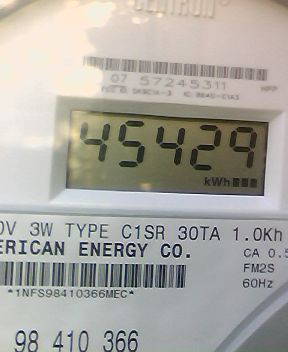 CENTRON
07 57245311
45429
kWh
0V 3W TYPE C1SR 30TA 1.0Kh
ERICAN ENERGY CO.
CA 0.5
FM2S
60Hz
*1NFS98410366MEC*
98 410 366